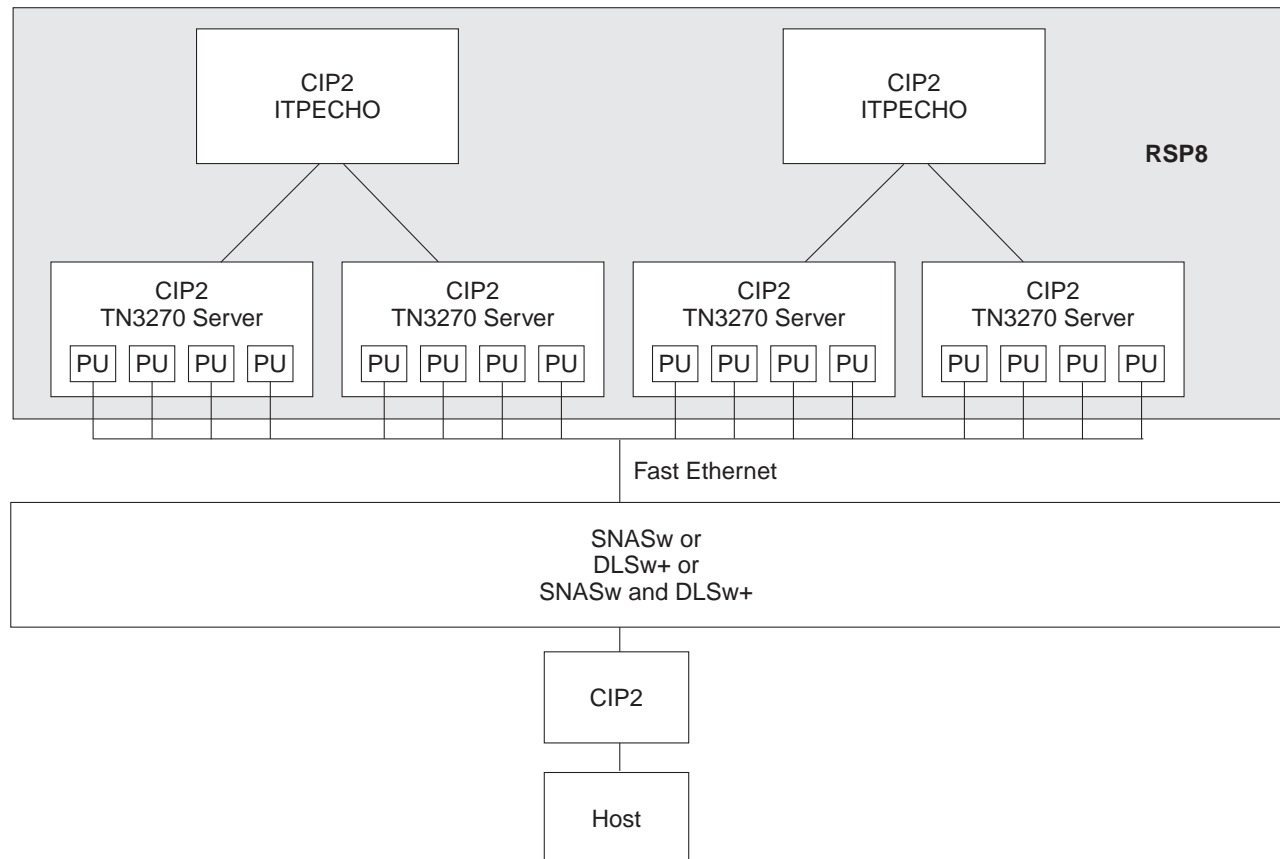 CIP2
ITPECHO
CIP2
ITPECHO
RSP8
CIP2
TN3270 Server
PU PU PU PU
CIP2
TN3270 Server
PU PU PU PU
CIP2
TN3270 Server
PU PU PU PU
CIP2
TN3270 Server
PU PU PU PU
Fast Ethernet
SNASw or
DLSw+ or
SNASw and DLSw+
CIP2
Host